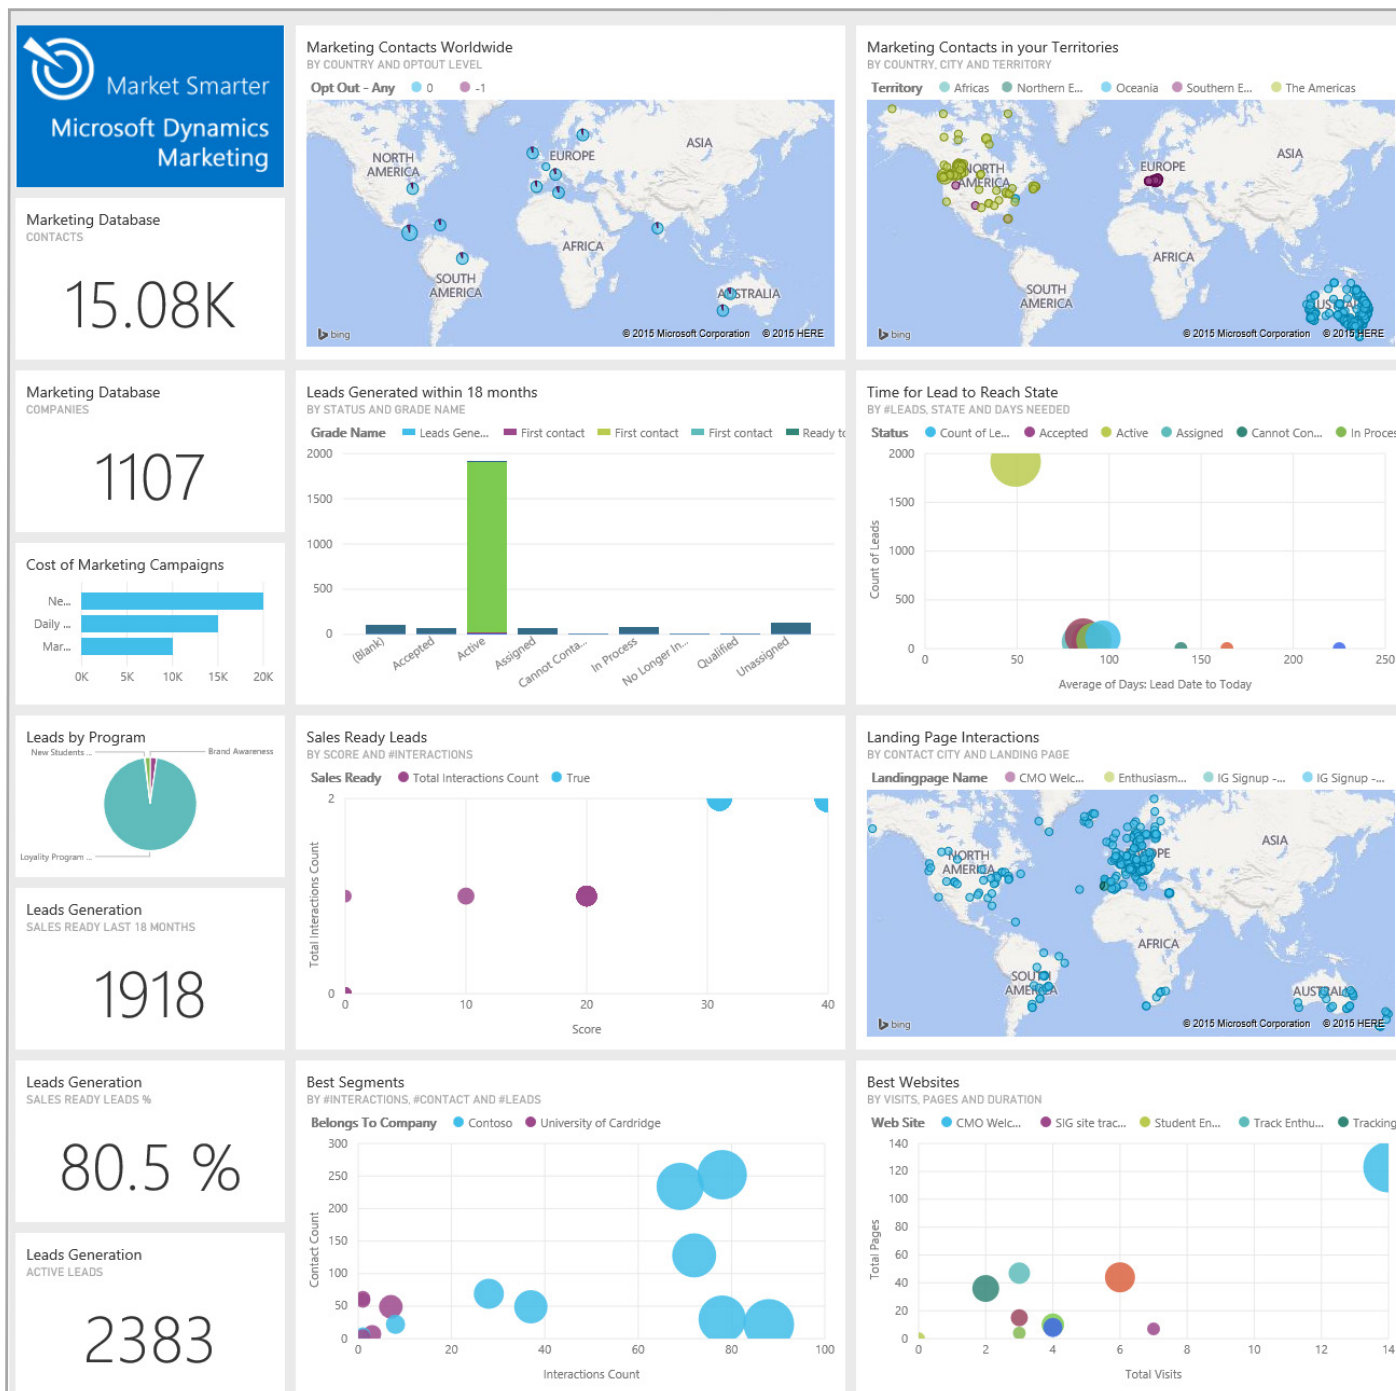 Market Smarter
Microsoft Dynamics
Marketing
Marketing Database
CONTACTS
15.08K
Marketing Database
COMPANIES
1107
Cost of Marketing Campaigns
Ne...
Daily ...
Mar...
0K 5K 10K 15K 20K
Leads by Program
New Students ...
Brand Awareness
Loyality Program ...
Leads Generation
SALES READY LAST 18 MONTHS
1918
Leads Generation
SALES READY LEADS %
80.5 %
Leads Generation
ACTIVE LEADS
2383
Marketing Contacts Worldwide
BY COUNTRY AND OPTOUT LEVEL
Opt Out - Any 0 -1
NORTH
AMERICA
EUROPE
ASIA
AFRICA
SOUTH
AMERICA
AUSTRALIA
bing
© 2015 Microsoft Corporation © 2015 HERE
Marketing Contacts in your Territories
BY COUNTRY, CITY AND TERRITORY
Territory Africas Northern E... Oceania Southern E... The Americas
NORTH
AMERICA
EUROPE
ASIA
AFRICA
SOUTH
AMERICA
bing
© 2015 Microsoft Corporation © 2015 HERE
Leads Generated within 18 months
BY STATUS AND GRADE NAME
Grade Name Leads Gene... First contact First contact First contact Ready to
2000
1500
1000
500
0
(Blank) Accepted Active Assigned Cannot Conta... In Process No Longer In... Qualified Unassigned
Time for Lead to Reach State
BY #LEADS, STATE AND DAYS NEEDED
Status Count of Le... Accepted Active Assigned Cannot Con... In Proces
Count of Leads
2000
1500
1000
500
0
0 50 100 150 200 250
Average of Days: Lead Date to Today
Sales Ready Leads
BY SCORE AND #INTERACTIONS
Sales Ready Total Interactions Count True
Total Interactions Count
2
1
0
0 10 20 30 40
Score
Landing Page Interactions
BY CONTACT CITY AND LANDING PAGE
Landingpage Name CMO Welc... Enthusiasm... IG Signup -... IG Signup -...
NORTH
AMERICA
ASIA
AFRICA
SOUTH
AMERICA
bing
© 2015 Microsoft Corporation © 2015 HERE
Best Segments
BY #INTERACTIONS, #CONTACT AND #LEADS
Belongs To Company Contoso University of Cardridge
Contact Count
300
250
200
150
100
50
0
0 20 40 60 80 100
Interactions Count
Best Websites
BY VISITS, PAGES AND DURATION
Web Site CMO Welc... SIG site trac... Student En... Track Enthu... Tracking
Total Pages
140
120
100
80
60
40
20
0
0 2 4 6 8 10 12 14
Total Visits